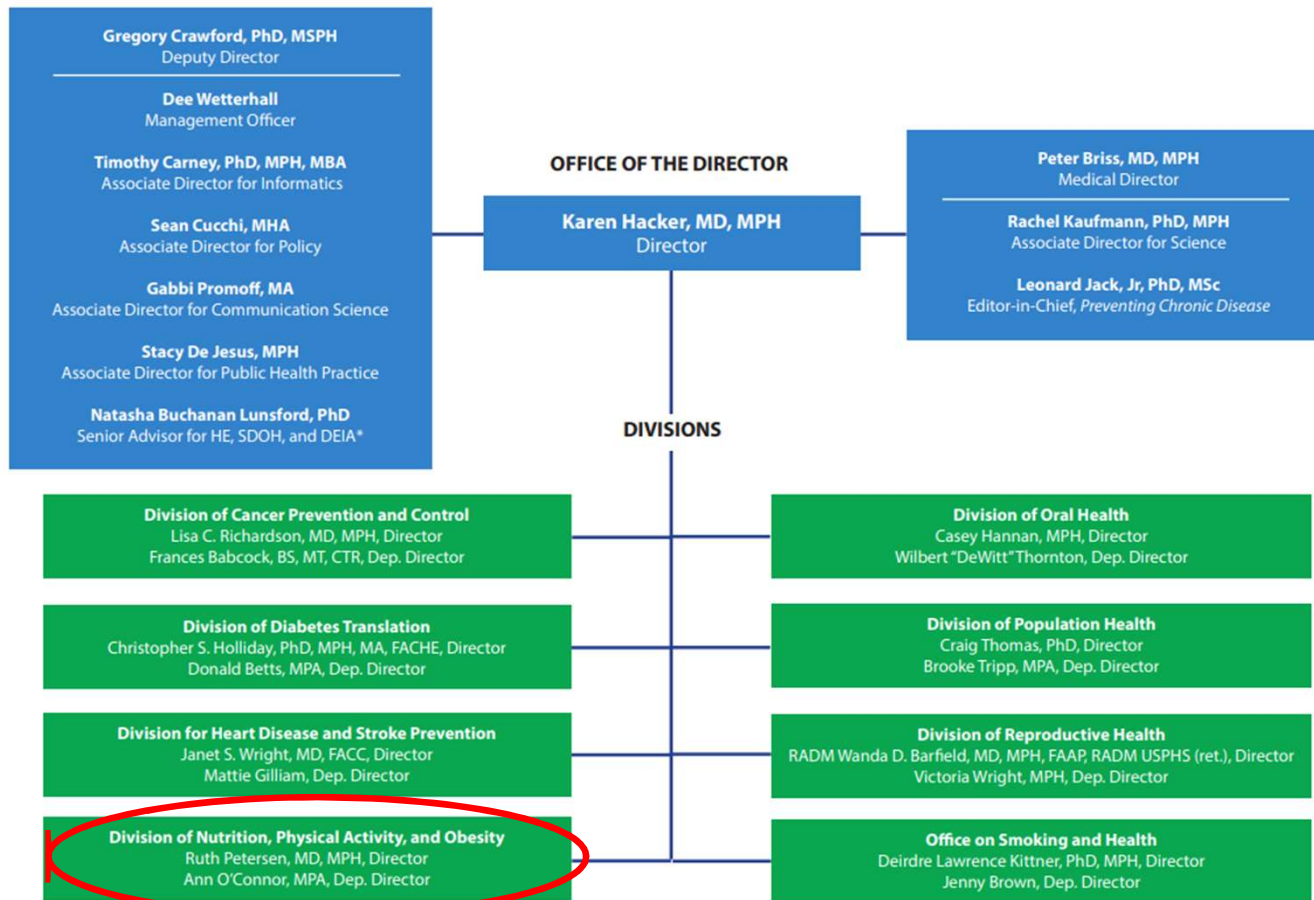 Gregory Crawford, PhD, MSPH
Deputy Director
Dee Wetterhall
Management Officer
Timothy Carney, PhD, MPH, MBA
Associate Director for Informatics
Sean Cucchi, MHA
Associate Director for Policy
Gabbi Promoff, MA
Associate Director for Communication Science
Stacy De Jesus, MPH
Associate Director for Public Health Practice
Natasha Buchanan Lunsford, PhD
Senior Advisor for HE, SDOH, and DEIA*
OFFICE OF THE DIRECTOR
Karen Hacker, MD, MPH
Director
Peter Briss, MD, MPH
Medical Director
Rachel Kaufmann, PhD, MPH
Associate Director for Science
Leonard Jack, Jr, PhD, MSc
Editor-in-Chief, Preventing Chronic Disease
DIVISIONS
Division of Cancer Prevention and Control
Lisa C. Richardson, MD, MPH, Director
Frances Babcock, BS, MT, CTR, Dep. Director
Division of Oral Health
Casey Hannan, MPH, Director
Wilbert “DeWitt” Thornton, Dep. Director
Division of Diabetes Translation
Christopher S. Holliday, PhD, MPH, MA, FACHE, Director
Donald Betts, MPA, Dep. Director
Division of Population Health
Craig Thomas, PhD, Director
Brooke Tripp, MPA, Dep. Director
Division for Heart Disease and Stroke Prevention
Janet S. Wright, MD, FACC, Director
Mattie Gilliam, Dep. Director
Division of Reproductive Health
RADM Wanda D. Barfield, MD, MPH, FAAP, RADM USPHS (ret.), Director
Victoria Wright, MPH, Dep. Director
Division of Nutrition, Physical Activity, and Obesity
Ruth Petersen, MD, MPH, Director
Ann O’Connor, MPA, Dep. Director
Office on Smoking and Health
Deirdre Lawrence Kittner, PhD, MPH, Director
Jenny Brown, Dep. Director